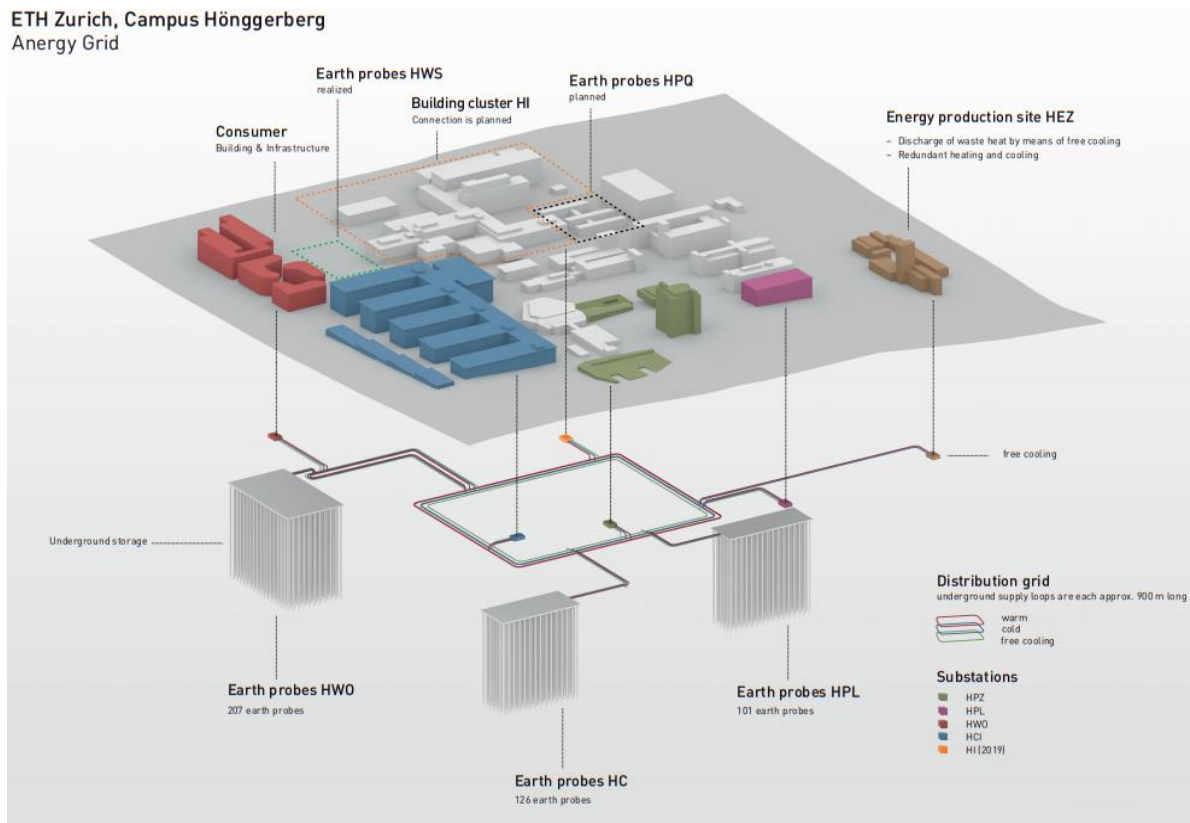 ETH Zurich, Campus Hönggerberg
Anergy Grid
Earth probes HWS
realized
Earth probes HPQ
planned
Building cluster HI
Connection is planned
Energy production site HEZ
– Discharge of waste heat by means of free cooling
– Redundant heating and cooling
Consumer
Building & Infrastructure
free cooling
Underground storage
Distribution grid
underground supply loops are each approx. 900 m long
warm
cold
free cooling
Substations
HPZ
HPL
HWO
HCI
HI (2019)
Earth probes HWO
207 earth probes
Earth probes HPL
101 earth probes
Earth probes HC
126 earth probes